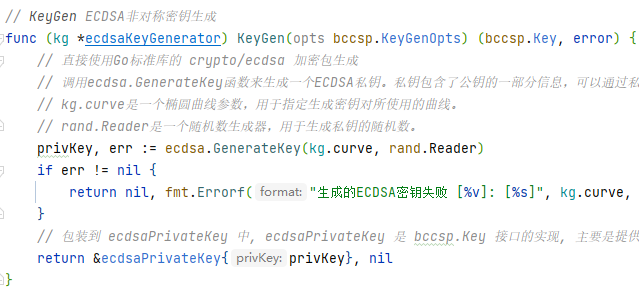 // KeyGen ECDSA非对称密钥生成
func (kg *ecdsaKeyGenerator) KeyGen(opts bccsp.KeyGenOpts) (bccsp.Key, error) {
// 直接使用Go标准库的 crypto/ecdsa 加密包生成
// 调用ecdsa.GenerateKey函数来生成一个ECDSA私钥。私钥包含了公钥的一部分信息，可以通过私
// kg.curve是一个椭圆曲线参数，用于指定生成密钥对所使用的曲线。
// rand.Reader是一个随机数生成器，用于生成私钥的随机数。
privKey, err := ecdsa.GenerateKey(kg.curve, rand.Reader)
if err != nil {
return nil, fmt.Errorf( format: "生成的ECDSA密钥失败 [%v]: [%s]", kg.curve,
}
// 包装到 ecdsaPrivateKey 中, ecdsaPrivateKey 是 bccsp.Key 接口的实现, 主要是提供
return &ecdsaPrivateKey{ privKey: privKey}, nil
}